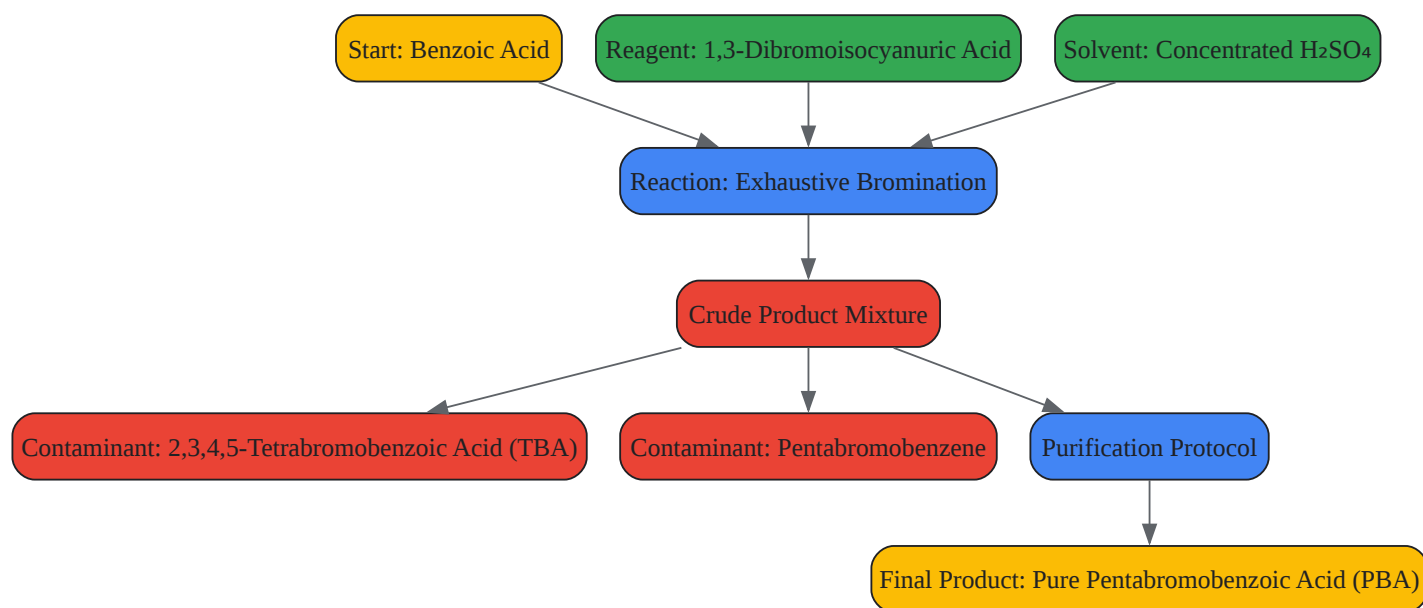 Start: Benzoic Acid
Reagent: 1,3-Dibromoisocyanuric Acid
Solvent: Concentrated H₂SO₄
Reaction: Exhaustive Bromination
Crude Product Mixture
Contaminant: 2,3,4,5-Tetrabromobenzoic Acid (TBA)
Contaminant: Pentabromobenzene
Purification Protocol
Final Product: Pure Pentabromobenzoic Acid (PBA)